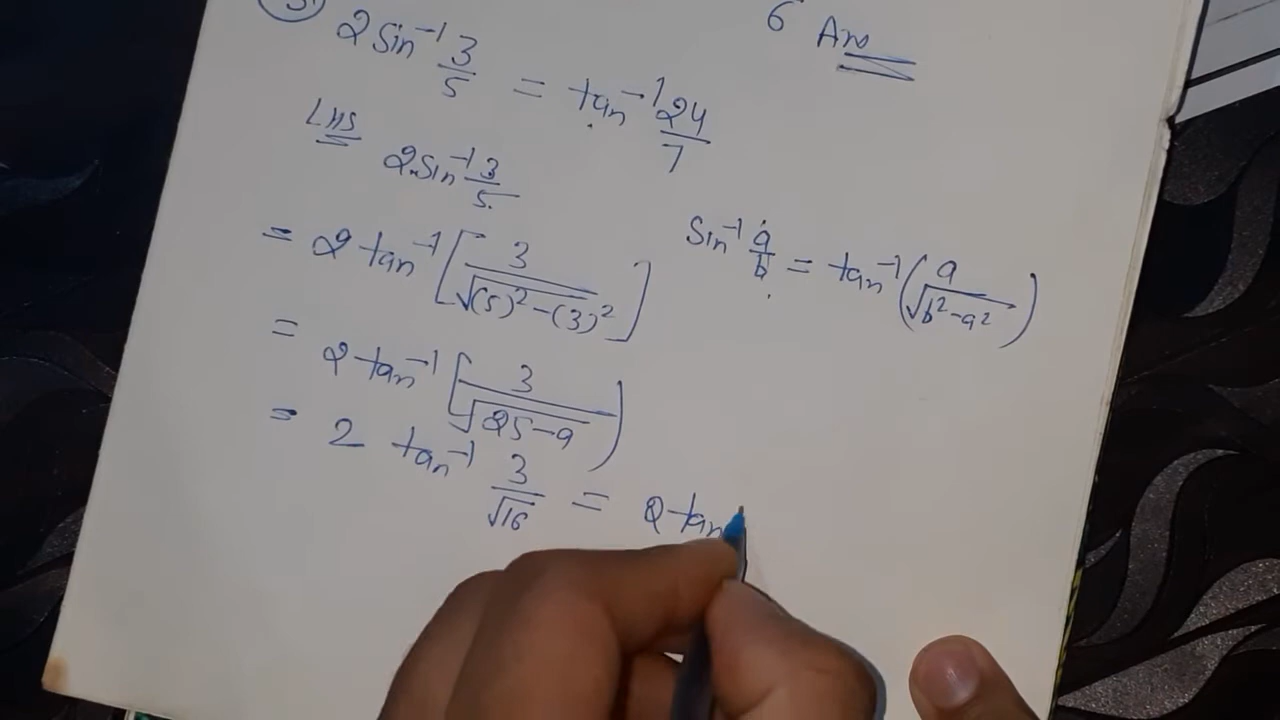 6 Ans
2 sin⁻¹ 3/5 = tan⁻¹ 24/7
LHS
2 sin⁻¹ 3/5
sin⁻¹ a/b = tan⁻¹(a/√b²-a²)
= 2 tan⁻¹[3/√(5)²-(3)²]
= 2 tan⁻¹[3/√25-9)
= 2 tan⁻¹ 3/√16 = 2 tan